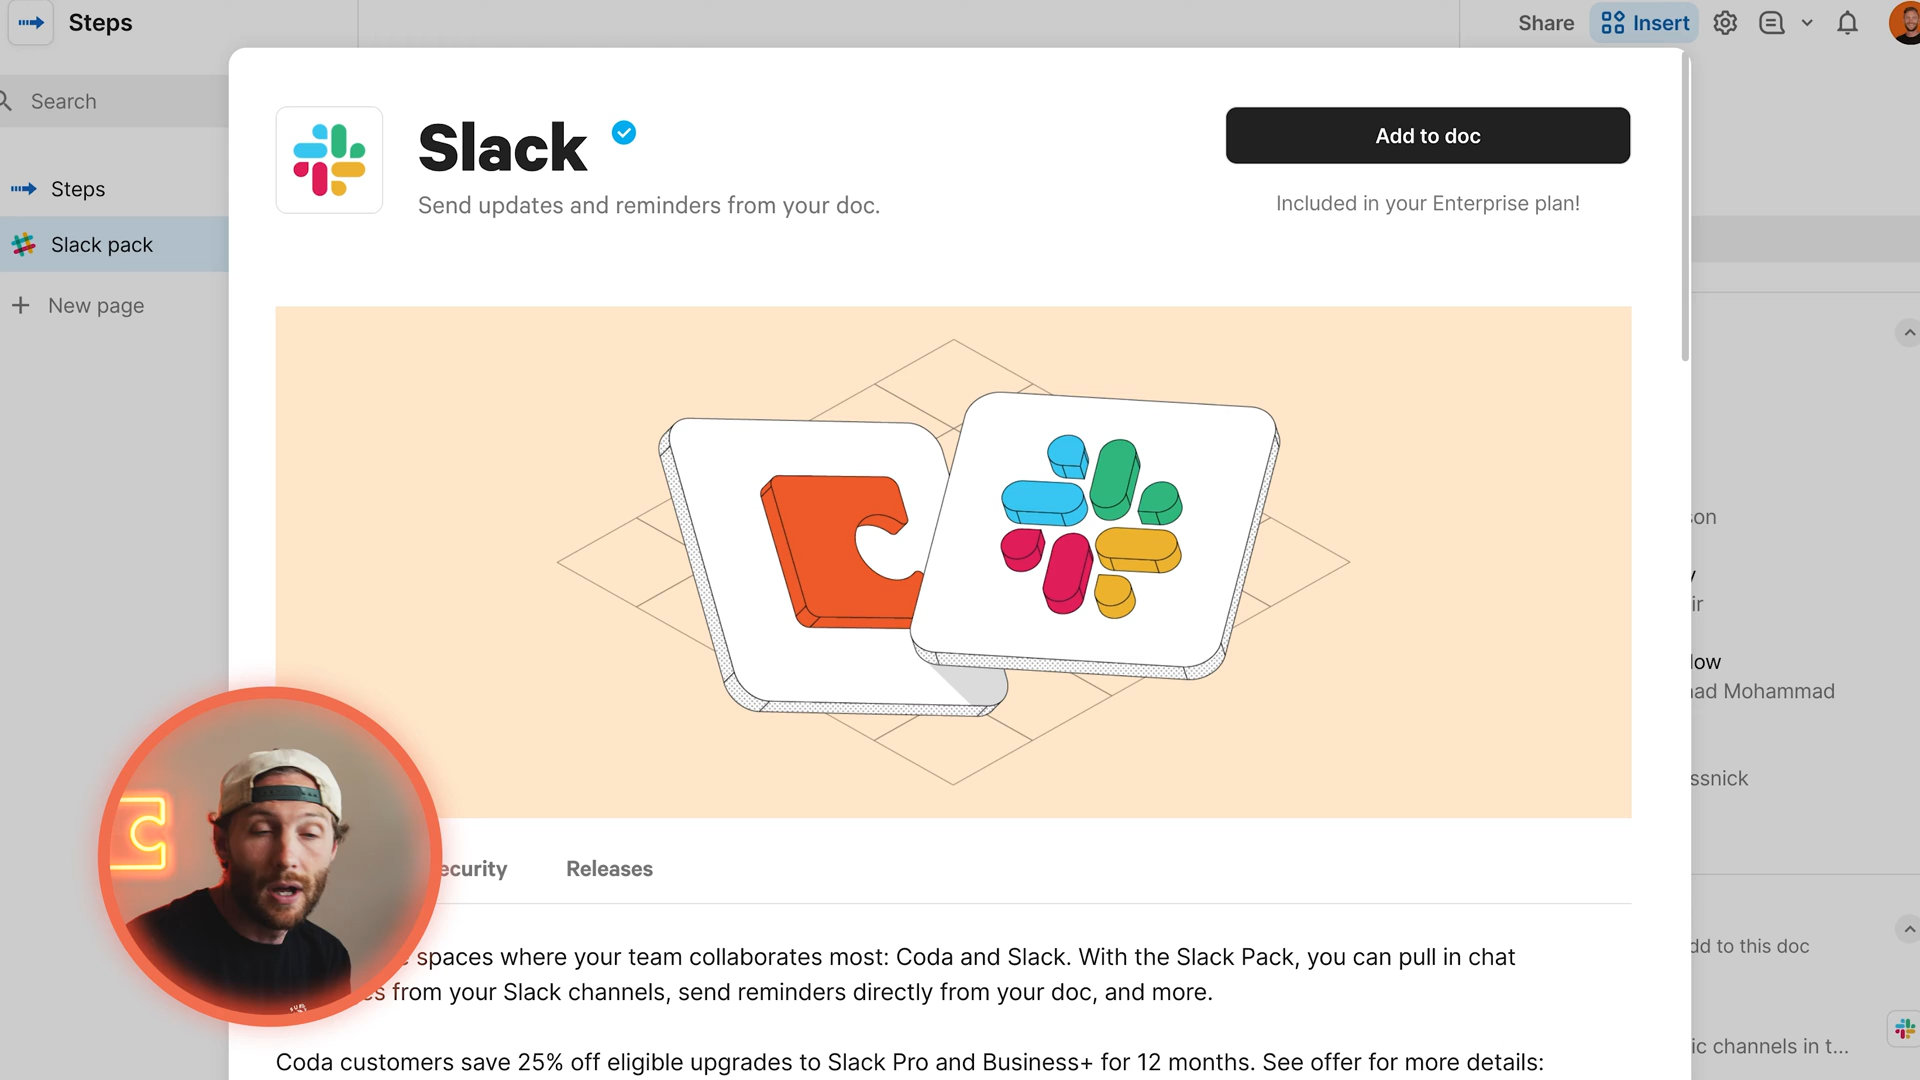 Steps
Share
Insert
Search
Steps
Slack pack
New page
Slack
Send updates and reminders from your doc.
Add to doc
Included in your Enterprise plan!
ecurity
Releases
spaces where your team collaborates most: Coda and Slack. With the Slack Pack, you can pull in chat
from your Slack channels, send reminders directly from your doc, and more.
Coda customers save 25% off eligible upgrades to Slack Pro and Business+ for 12 months. See offer for more details:
son
ir
low
ad Mohammad
ssnick
dd to this doc
ic channels in t...